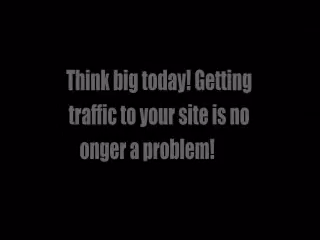 Think big today! Getting
traffic to your site is no
onger a problem!